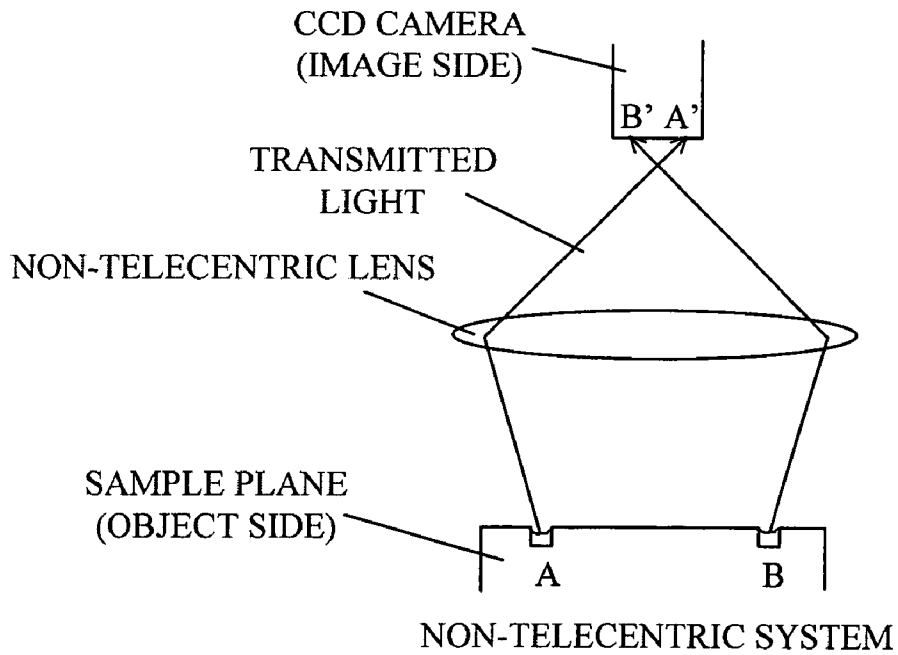 CCD CAMERA
(IMAGE SIDE)
B’ A’
TRANSMITTED
LIGHT
NON-TELECENTRIC LENS
SAMPLE PLANE
(OBJECT SIDE)
A
B
NON-TELECENTRIC SYSTEM